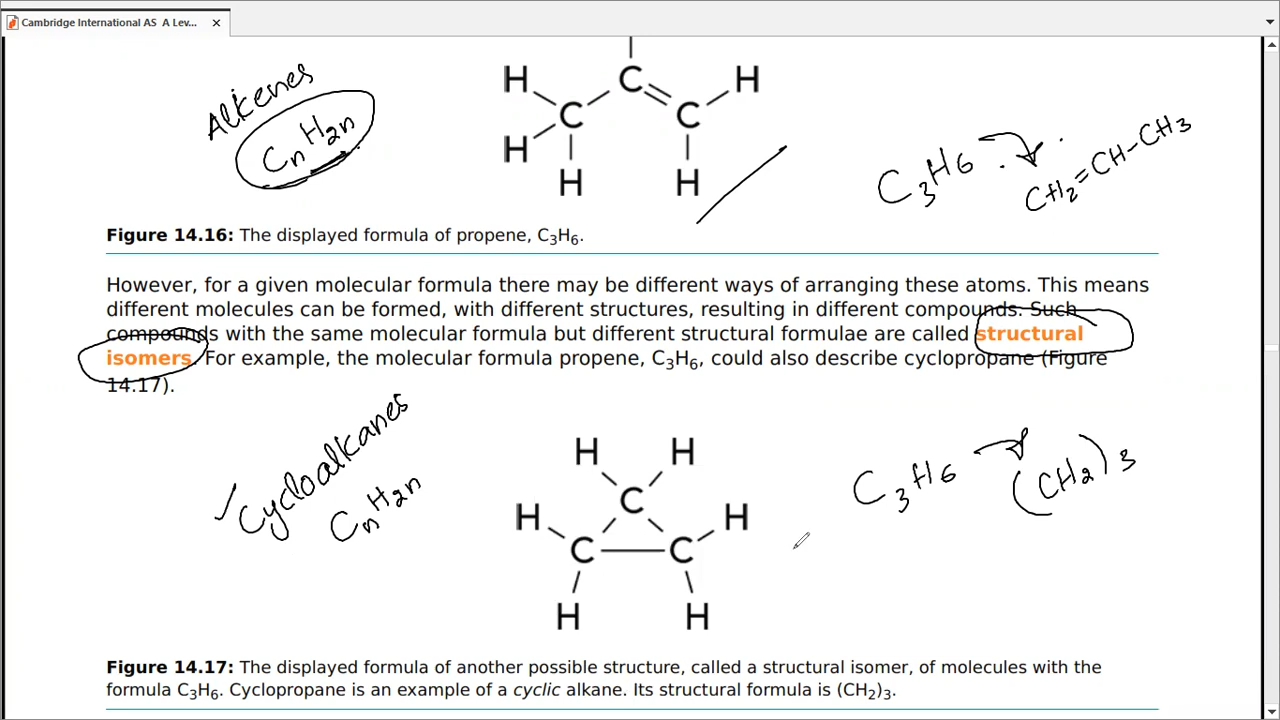 Cambridge International AS A Lev...
Alkenes
CnH2n
H
C
H
C
C
H
H
H
C3H6
CH2=CH-CH3
Figure 14.16: The displayed formula of propene, C3H6.
However, for a given molecular formula there may be different ways of arranging these atoms. This means
different molecules can be formed, with different structures, resulting in different compounds. Such
compounds with the same molecular formula but different structural formulae are called structural
isomers. For example, the molecular formula propene, C3H6, could also describe cyclopropane (Figure
14.17).
Cycloalkanes
CnH2n
H H
C
H H
C C
H H
C3H6
(CH2)3
Figure 14.17: The displayed formula of another possible structure, called a structural isomer, of molecules with the
formula C3H6. Cyclopropane is an example of a cyclic alkane. Its structural formula is (CH2)3.